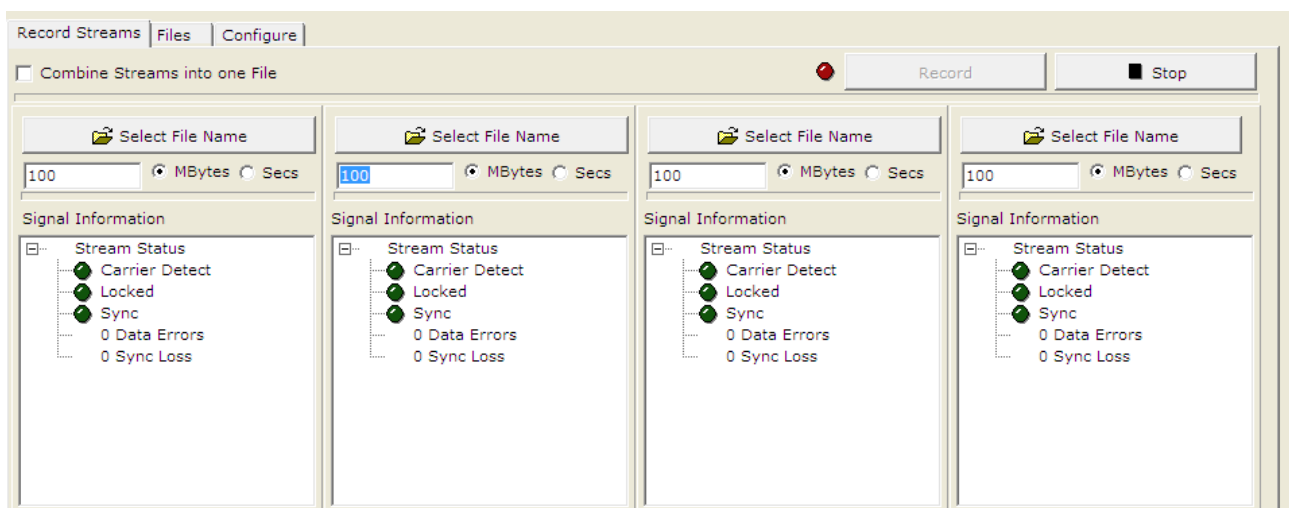 Record Streams Files Configure
Combine Streams into one File Record Stop
Select File Name Select File Name Select File Name Select File Name
100 MBytes Secs 100 MBytes Secs 100 MBytes Secs 100 MBytes Secs
Signal Information Signal Information Signal Information Signal Information
Stream Status Stream Status Stream Status Stream Status
Carrier Detect Carrier Detect Carrier Detect Carrier Detect
Locked Locked Locked Locked
Sync Sync Sync Sync
0 Data Errors 0 Data Errors 0 Data Errors 0 Data Errors
0 Sync Loss 0 Sync Loss 0 Sync Loss 0 Sync Loss